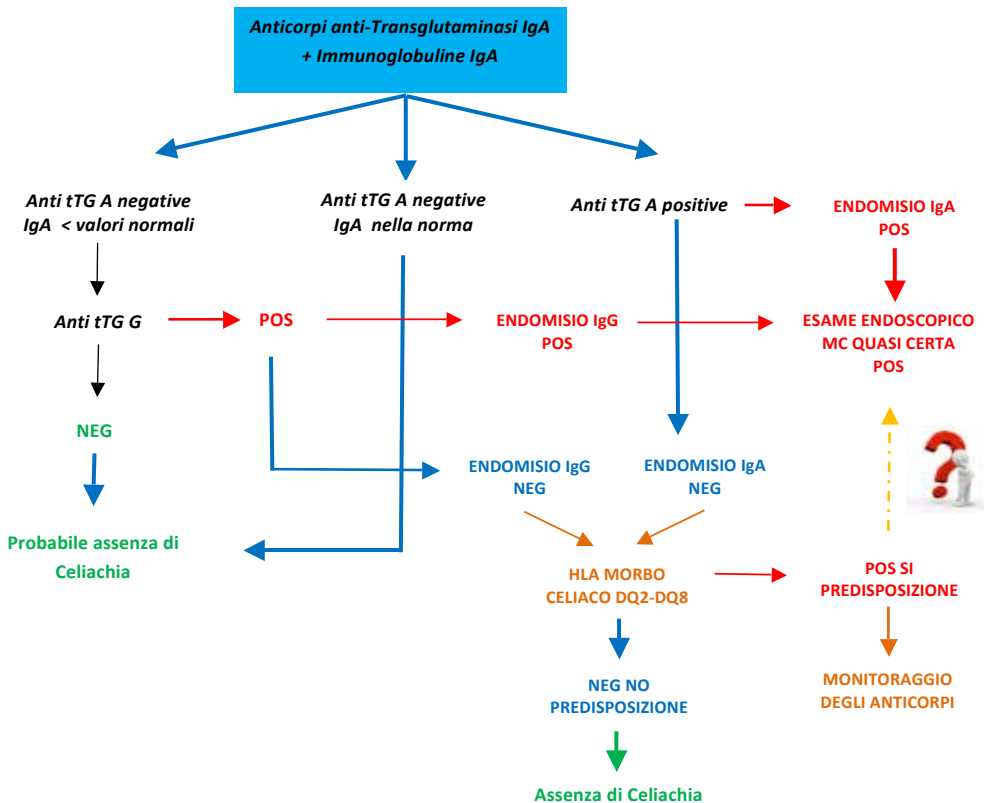 Anticorpi anti-Transglutaminasi IgA
+ Immunoglobuline IgA
Anti tTG A negative
IgA < valori normali
Anti tTG A negative
IgA nella norma
Anti tTG A positive
ENDOMISIO IgA
POS
Anti tTG G
POS
ENDOMISIO IgG
POS
ESAME ENDOSCOPICO
MC QUASI CERTA
POS
NEG
ENDOMISIO IgG
NEG
ENDOMISIO IgA
NEG
?
Probabile assenza di
Celiachia
HLA MORBO
CELIACO DQ2-DQ8
POS SI
PREDISPOSIZIONE
NEG NO
PREDISPOSIZIONE
MONITORAGGIO
DEGLI ANTICORPI
Assenza di Celiachia